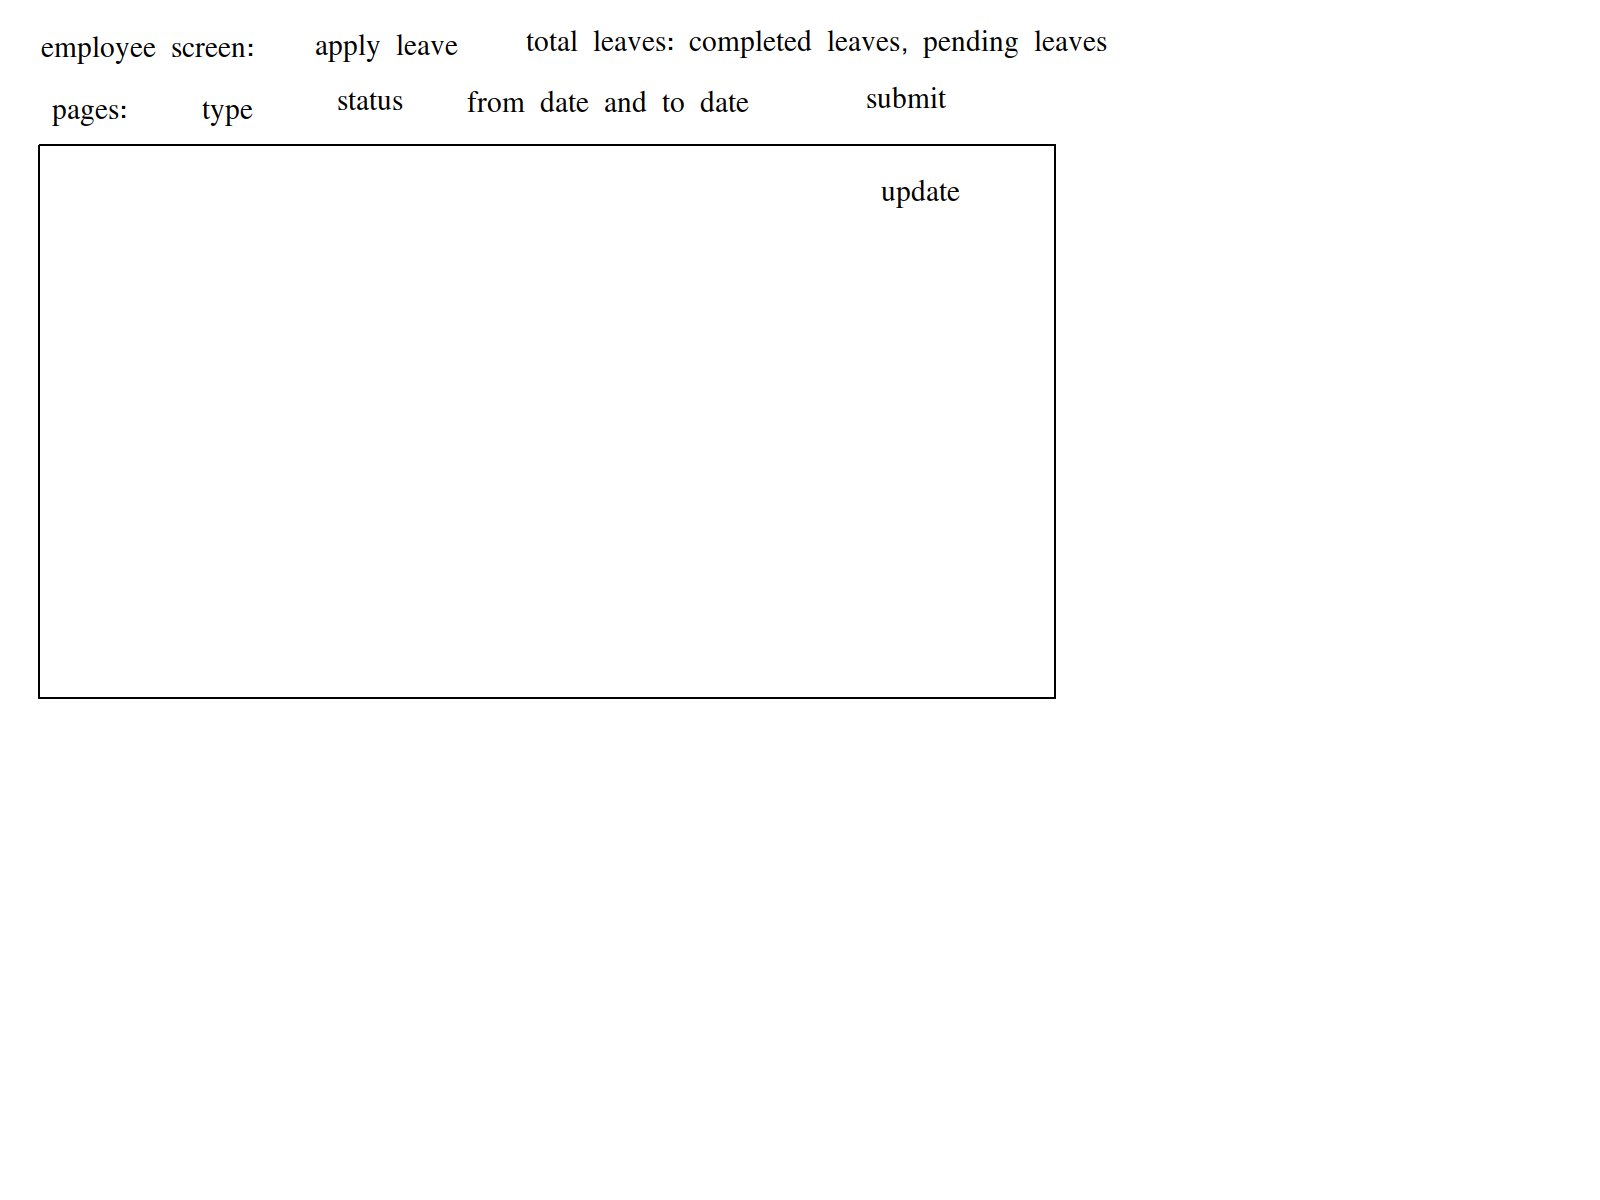 employee screen: apply leave total leaves: completed leaves, pending leaves
pages: type status from date and to date submit
update